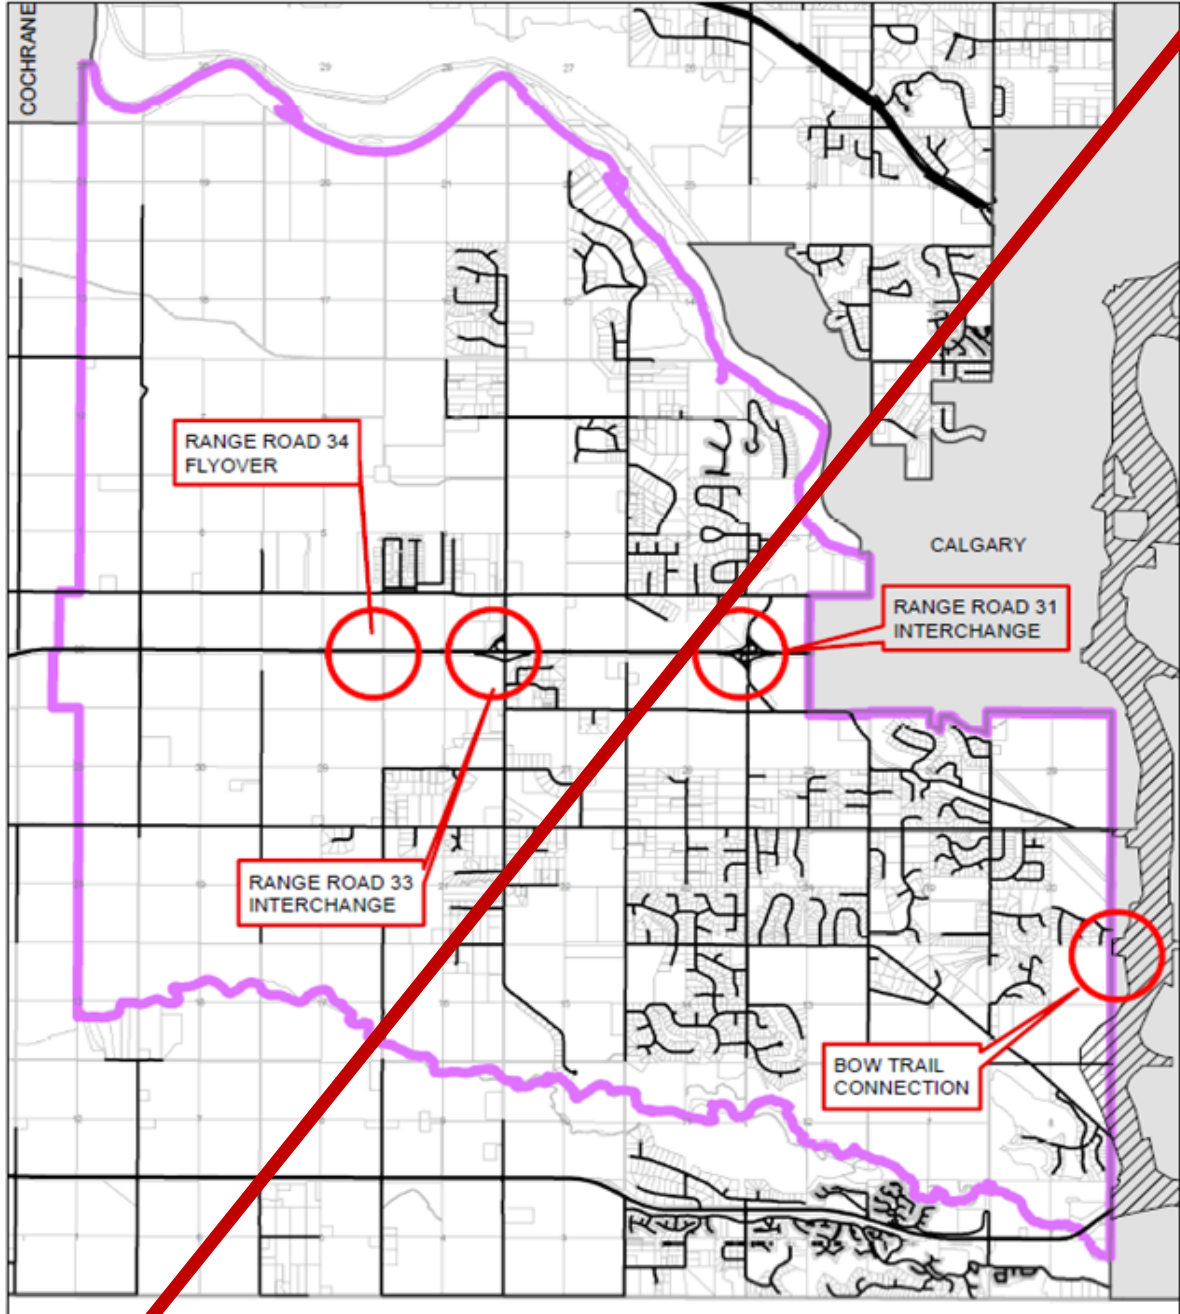 COCHRANE
RANGE ROAD 34
FLYOVER
CALGARY
RANGE ROAD 31
INTERCHANGE
RANGE ROAD 33
INTERCHANGE
BOW TRAIL
CONNECTION